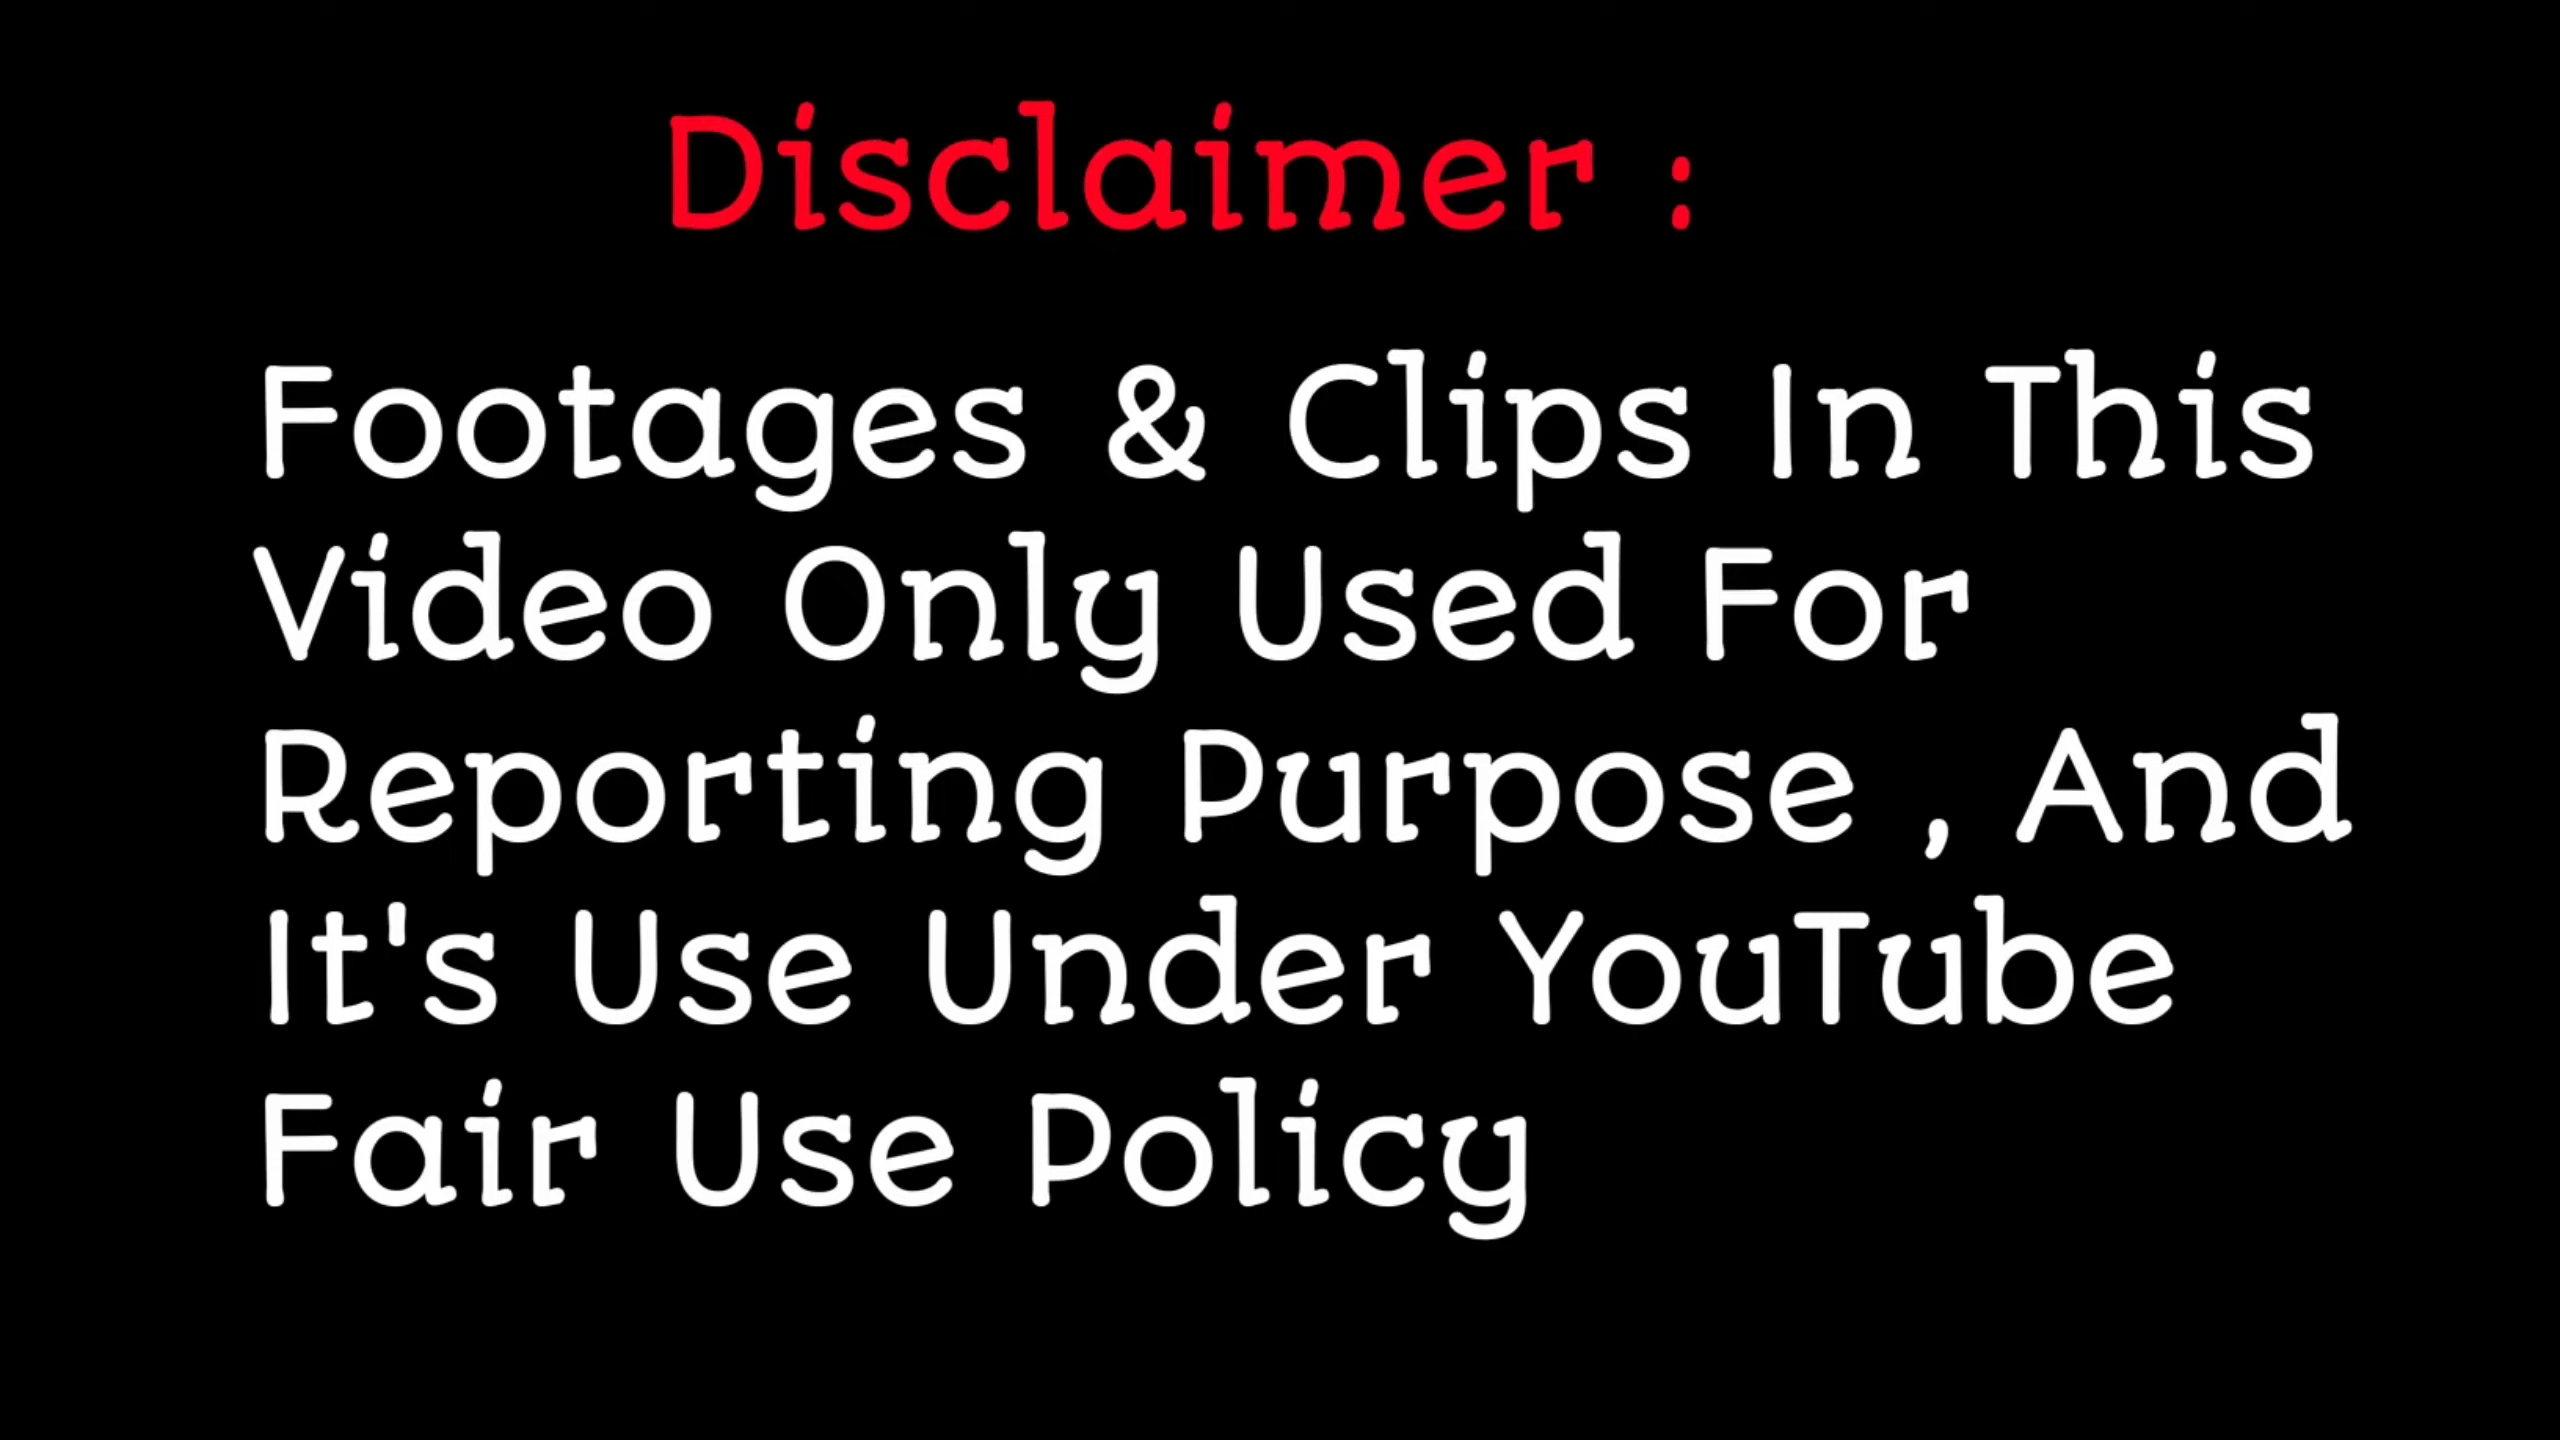 Disclaimer :
Footages & Clips In This
Video Only Used For
Reporting Purpose , And
It's Use Under YouTube
Fair Use Policy